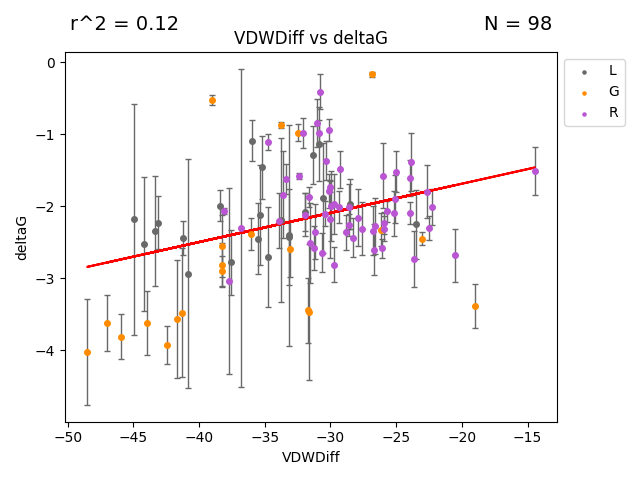 r^2 = 0.12
N = 98
VDWDiff vs deltaG
L
G
R
0
−1
−2
−3
−4
deltaG
−50 −45 −40 −35 −30 −25 −20 −15
VDWDiff